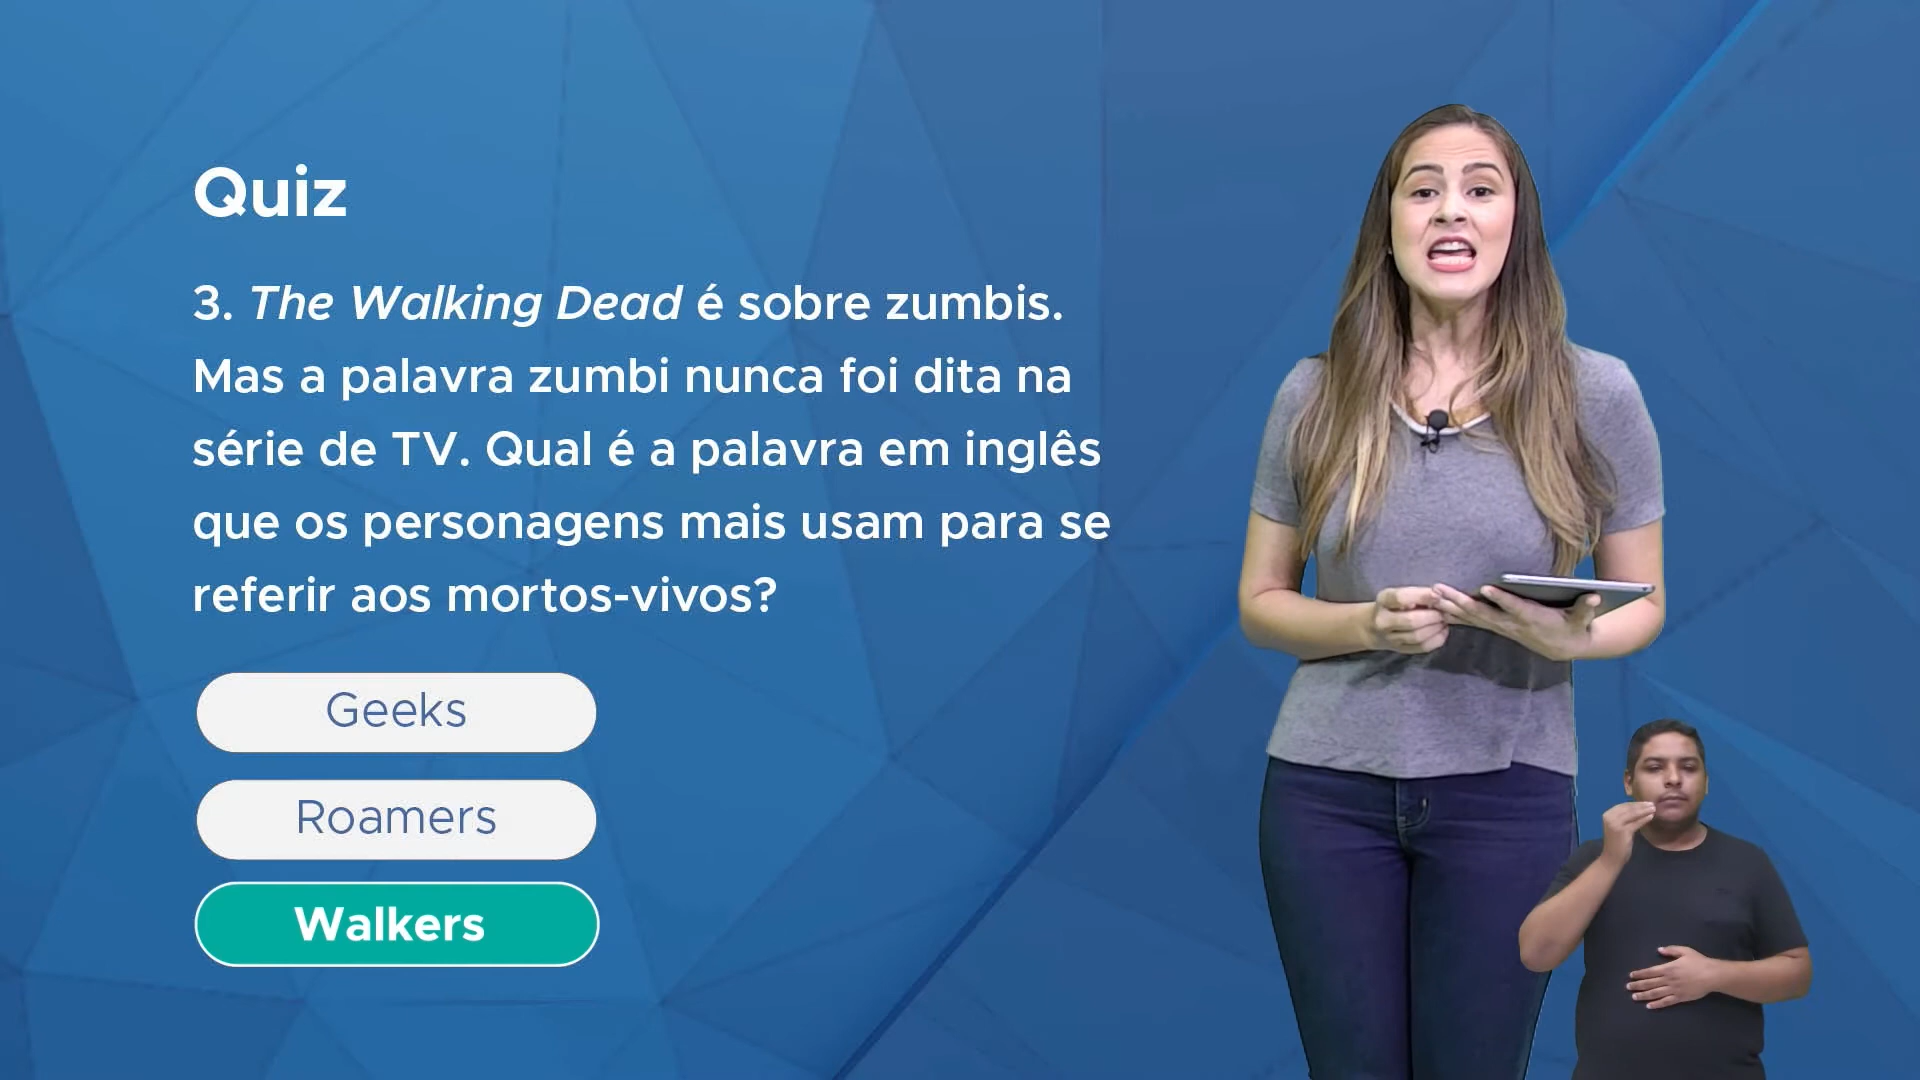 Quiz
3. The Walking Dead é sobre zumbis.
Mas a palavra zumbi nunca foi dita na
série de TV. Qual é a palavra em inglês
que os personagens mais usam para se
referir aos mortos-vivos?
Geeks
Roamers
Walkers